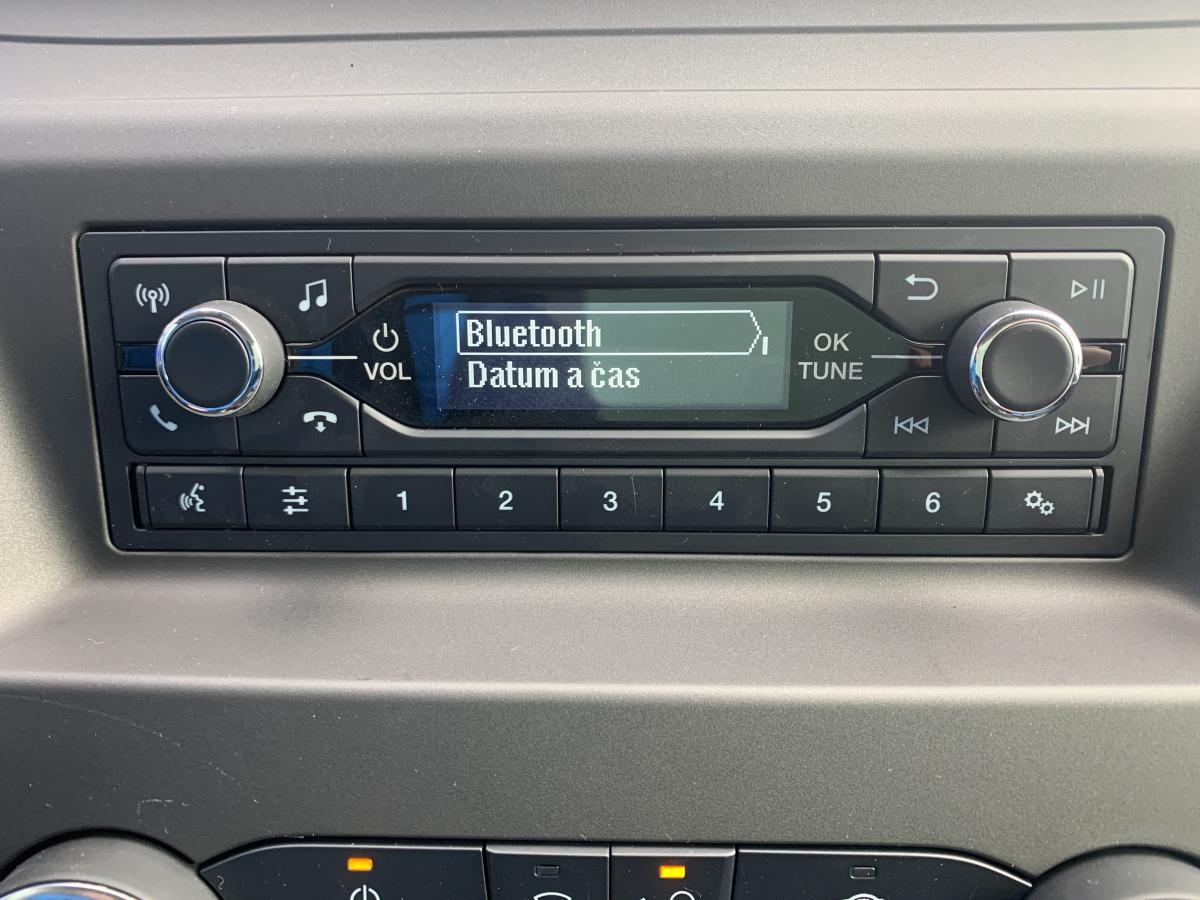 Bluetooth
Datum a čas
VOL
OK
TUNE
1 2 3 4 5 6